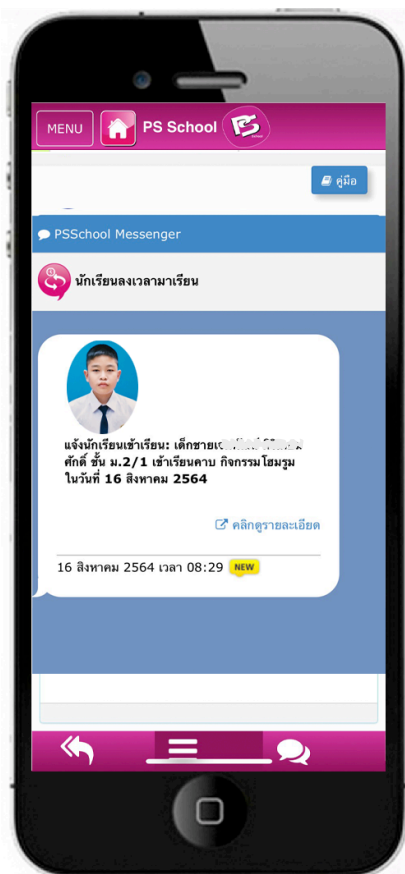 MENU
PS School
PS
คู่มือ
PSSchool Messenger
นักเรียนลงเวลามาเรียน
แจ้งนักเรียนเข้าเรียน: เด็กชาย
ศักดิ์ ชั้น ม.2/1 เข้าเรียนคาบ กิจกรรมโฮมรูม
ในวันที่ 16 สิงหาคม 2564
คลิกดูรายละเอียด
16 สิงหาคม 2564 เวลา 08:29 NEW